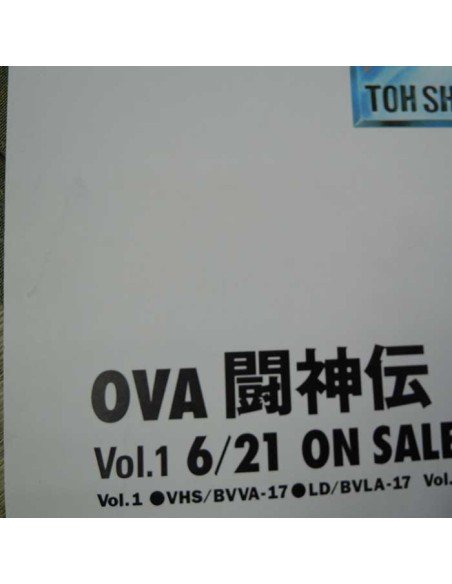 TOH SH
OVA 闘神伝
Vol.1 6/21 ON SALE
Vol.1 ●VHS/BVVA-17●LD/BVLA-17 Vol.